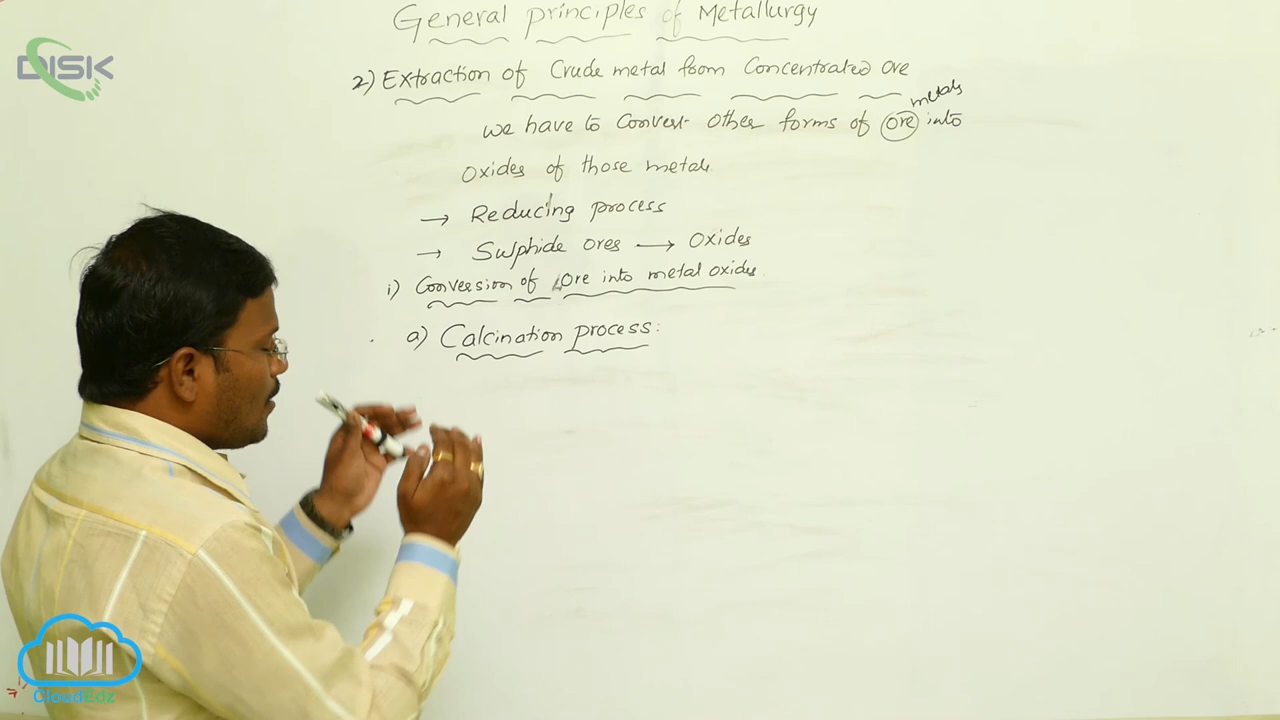 General principles of Metallurgy
DISK
2) Extraction of Crude metal from Concentrated ore
metals
we have to Convert other forms of ore into
oxides of those metals.
→ Reducing process
→ Sulphide ores → Oxides
i) Conversion of ore into metal oxides.
a) Calcination process:
CloudEdz